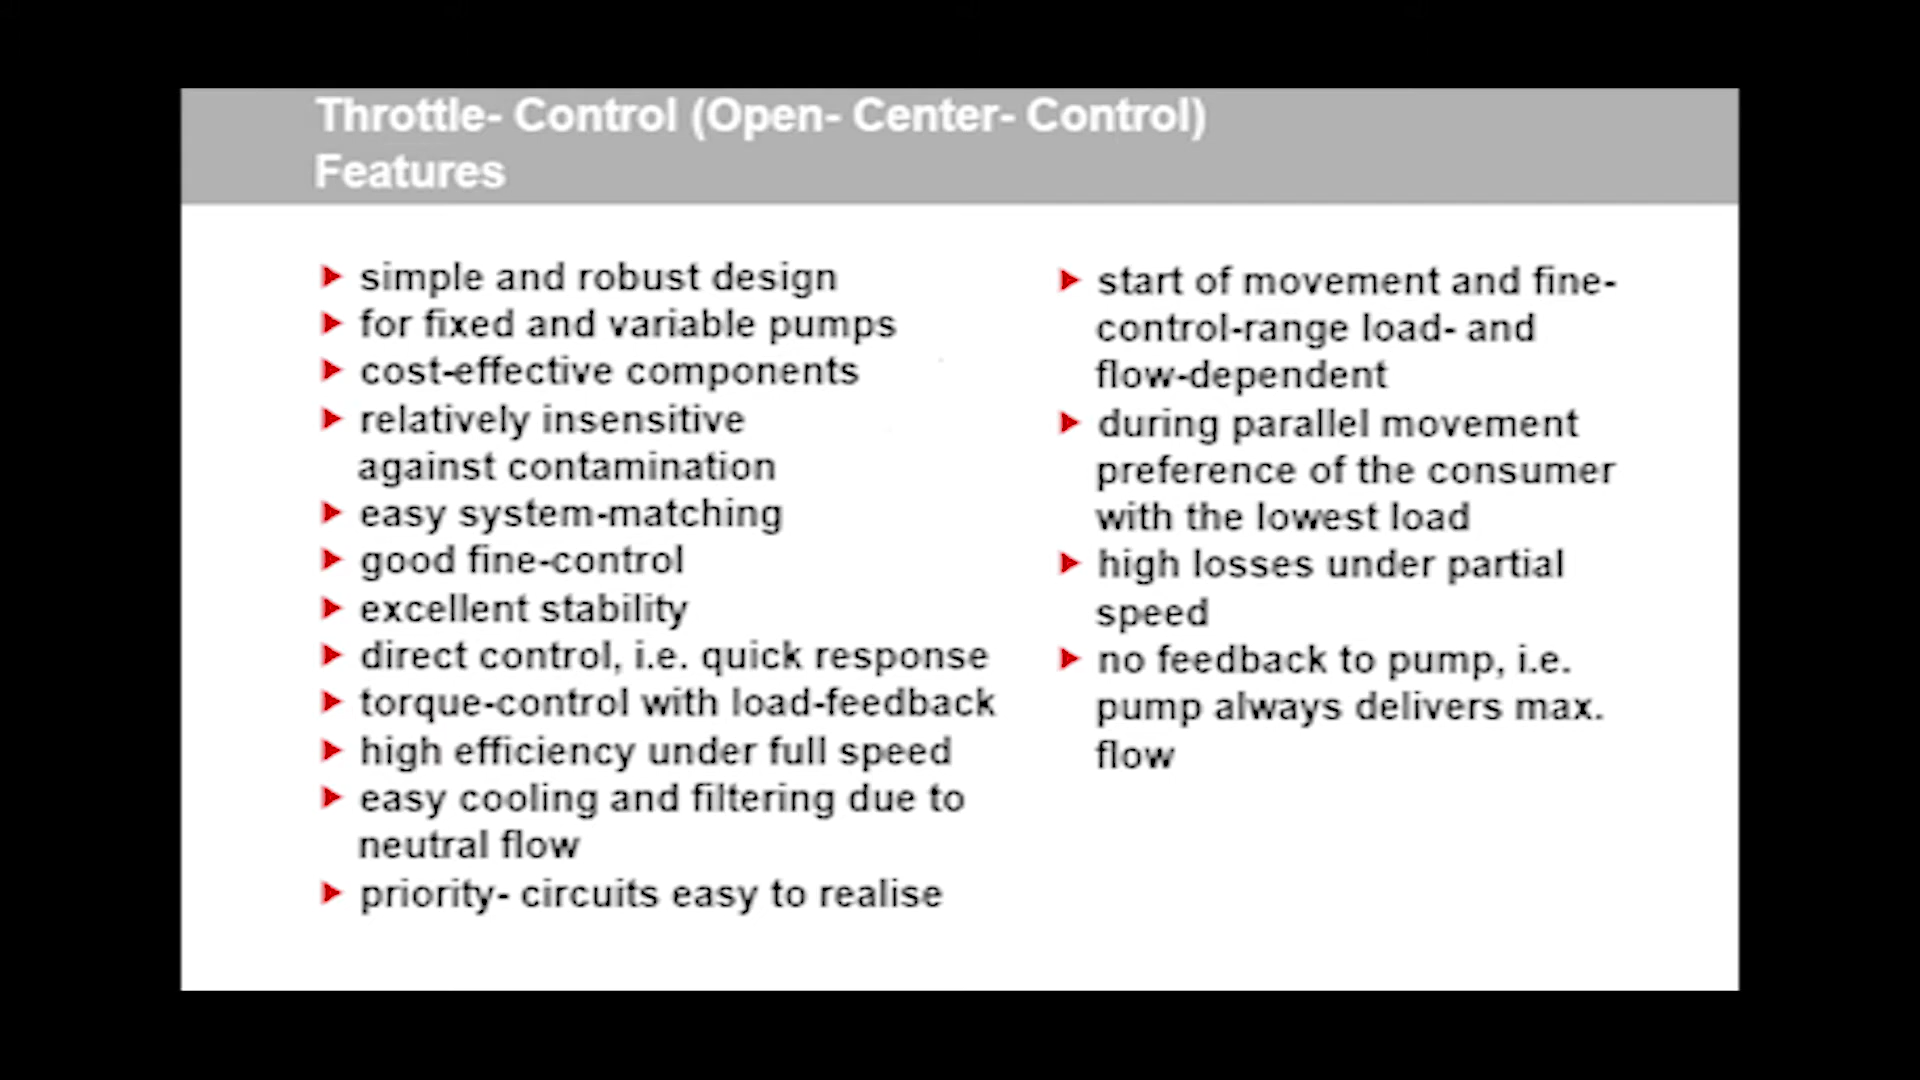 Throttle- Control (Open- Center- Control)
Features
simple and robust design
for fixed and variable pumps
cost-effective components
relatively insensitive
against contamination
easy system-matching
good fine-control
excellent stability
direct control, i.e. quick response
torque-control with load-feedback
high efficiency under full speed
easy cooling and filtering due to
neutral flow
priority- circuits easy to realise
start of movement and fine-
control-range load- and
flow-dependent
during parallel movement
preference of the consumer
with the lowest load
high losses under partial
speed
no feedback to pump, i.e.
pump always delivers max.
flow